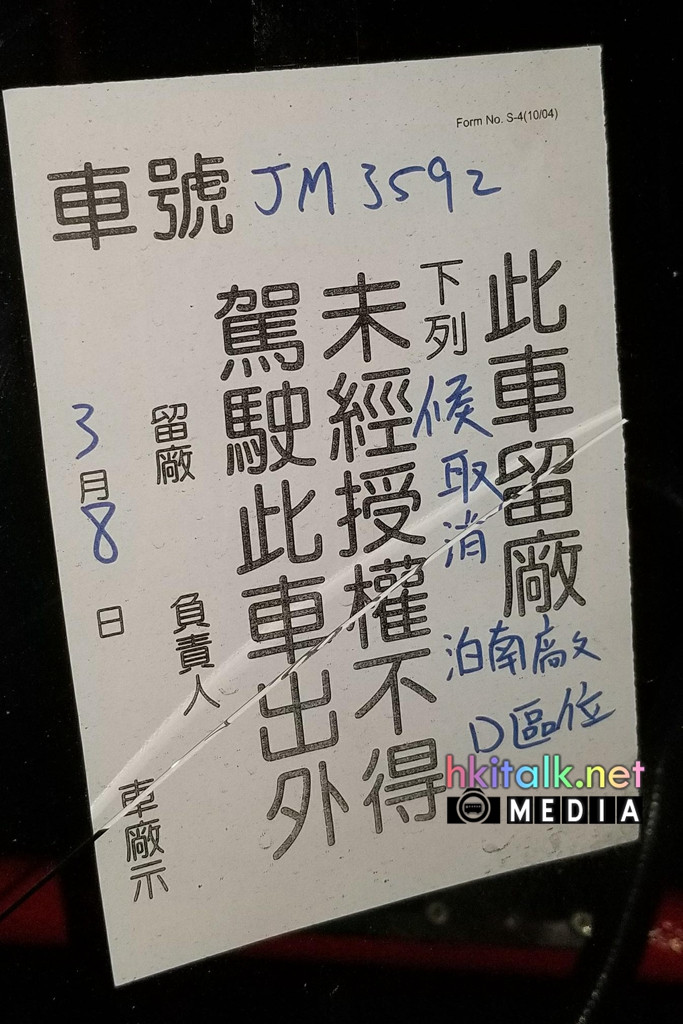 Form No. S-4(10/04)
車號 JM 3592
此車留廠
泊南廠
D區位
下列候取消
未經授權不得
駕駛此車出外
留廠 負責人 車廠示
3月8日
hkitalk.net
MEDIA